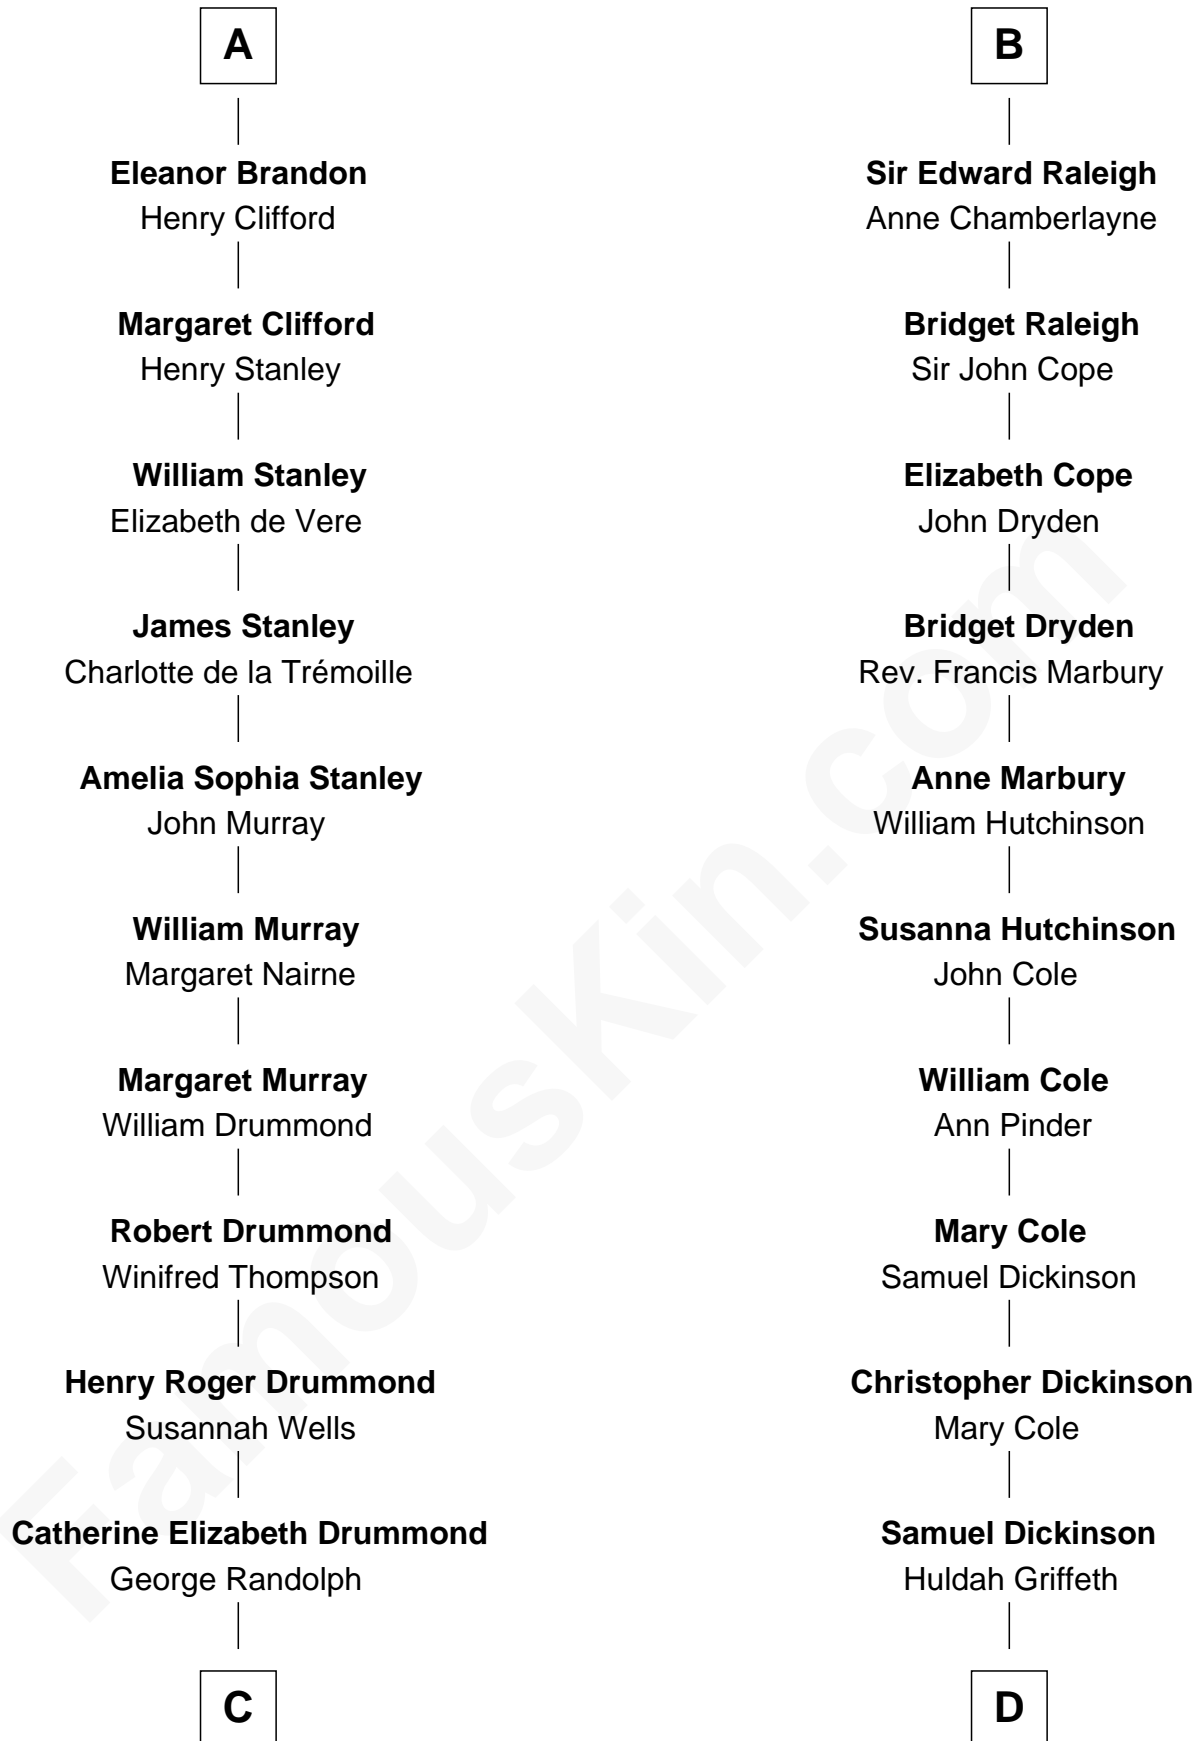 A
Eleanor Brandon
Henry Clifford
Margaret Clifford
Henry Stanley
William Stanley
Elizabeth de Vere
James Stanley
Charlotte de la Trémoille
Amelia Sophia Stanley
John Murray
William Murray
Margaret Nairne
Margaret Murray
William Drummond
Robert Drummond
Winifred Thompson
Henry Roger Drummond
Susannah Wells
Catherine Elizabeth Drummond
George Randolph
C
B
Sir Edward Raleigh
Anne Chamberlayne
Bridget Raleigh
Sir John Cope
Elizabeth Cope
John Dryden
Bridget Dryden
Rev. Francis Marbury
Anne Marbury
William Hutchinson
Susanna Hutchinson
John Cole
William Cole
Ann Pinder
Mary Cole
Samuel Dickinson
Christopher Dickinson
Mary Cole
Samuel Dickinson
Huldah Griffeth
D
FamousKin.com